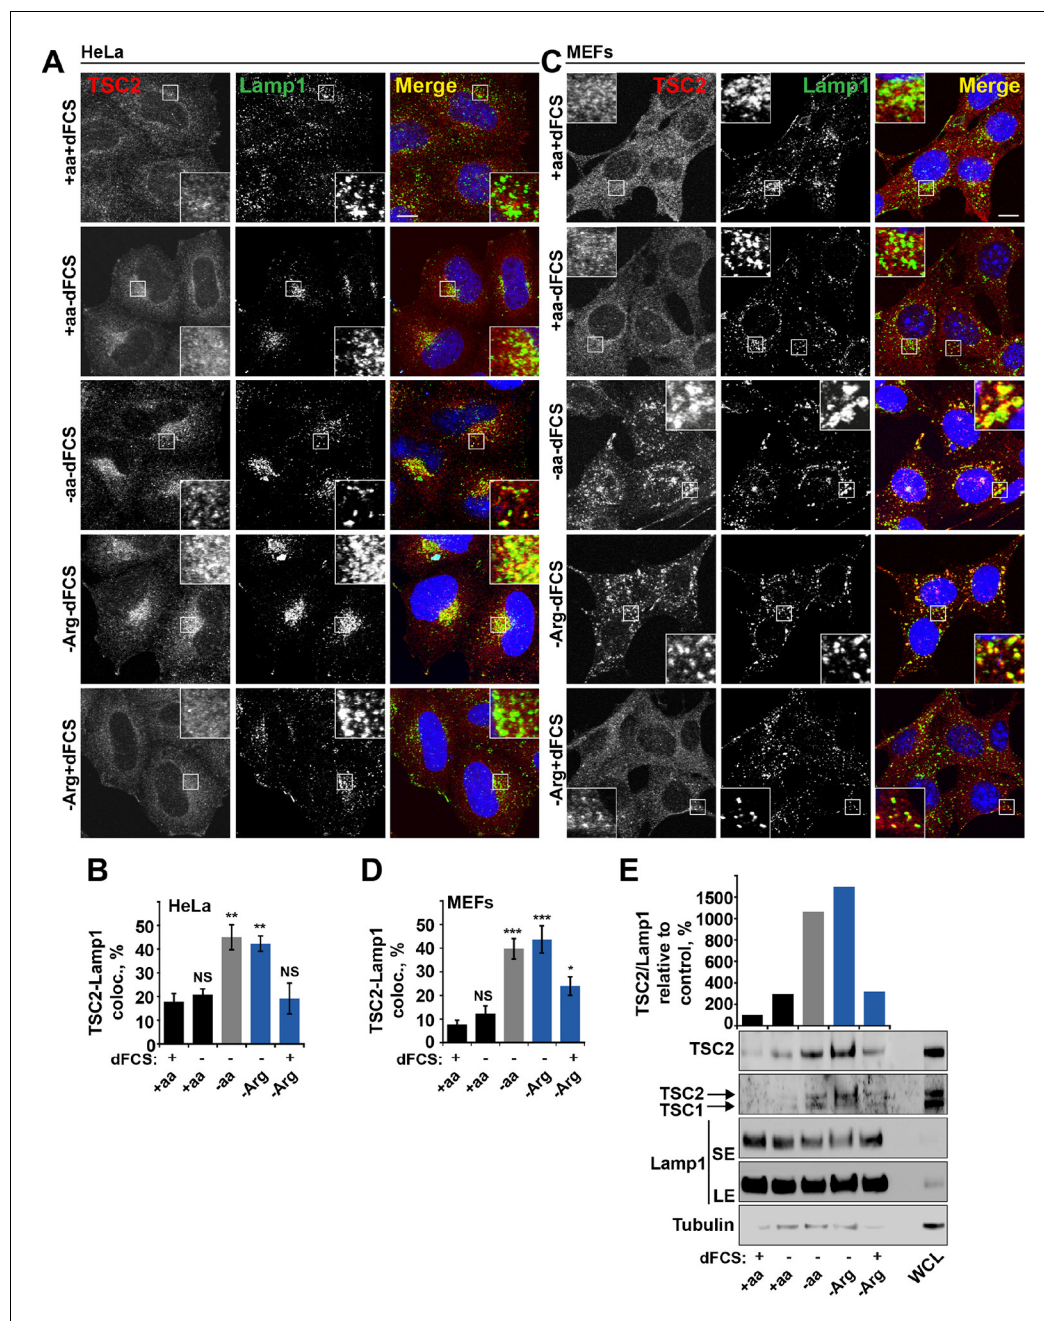 A
HeLa
TSC2
Lamp1
Merge
+aa+dFCS
+aa-dFCS
-aa-dFCS
-Arg-dFCS
-Arg+dFCS
C
MEFs
TSC2
Lamp1
Merge
+aa+dFCS
+aa-dFCS
-aa-dFCS
-Arg-dFCS
-Arg+dFCS
B
HeLa
TSC2-Lamp1
coloc., %
50
40
30
20
10
0
NS
**
**
NS
dFCS: + - - - +
+aa +aa -aa -Arg -Arg
D
MEFs
TSC2-Lamp1
coloc., %
50
40
30
20
10
0
NS
***
***
*
dFCS: + - - - +
+aa +aa -aa -Arg -Arg
E
TSC2/Lamp1
relative to
control, %
1500
1000
800
600
400
200
0
TSC2
TSC2
TSC1
Lamp1
SE
LE
Tubulin
dFCS: + - - - +
+aa +aa -aa -Arg -Arg WCL